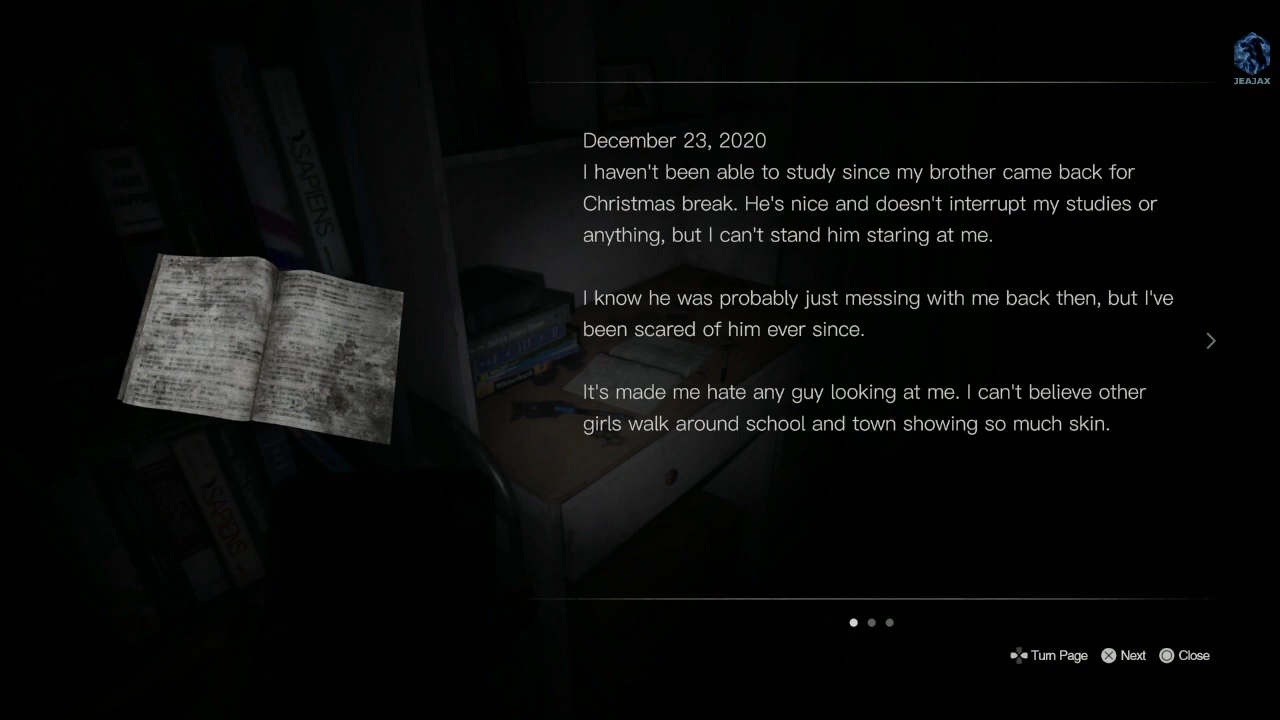 JEAJAX
SAPIENS
December 23, 2020
I haven't been able to study since my brother came back for
Christmas break. He's nice and doesn't interrupt my studies or
anything, but I can't stand him staring at me.
I know he was probably just messing with me back then, but I've
been scared of him ever since.
It's made me hate any guy looking at me. I can't believe other
girls walk around school and town showing so much skin.
SAPIENS
Turn Page
Next
Close